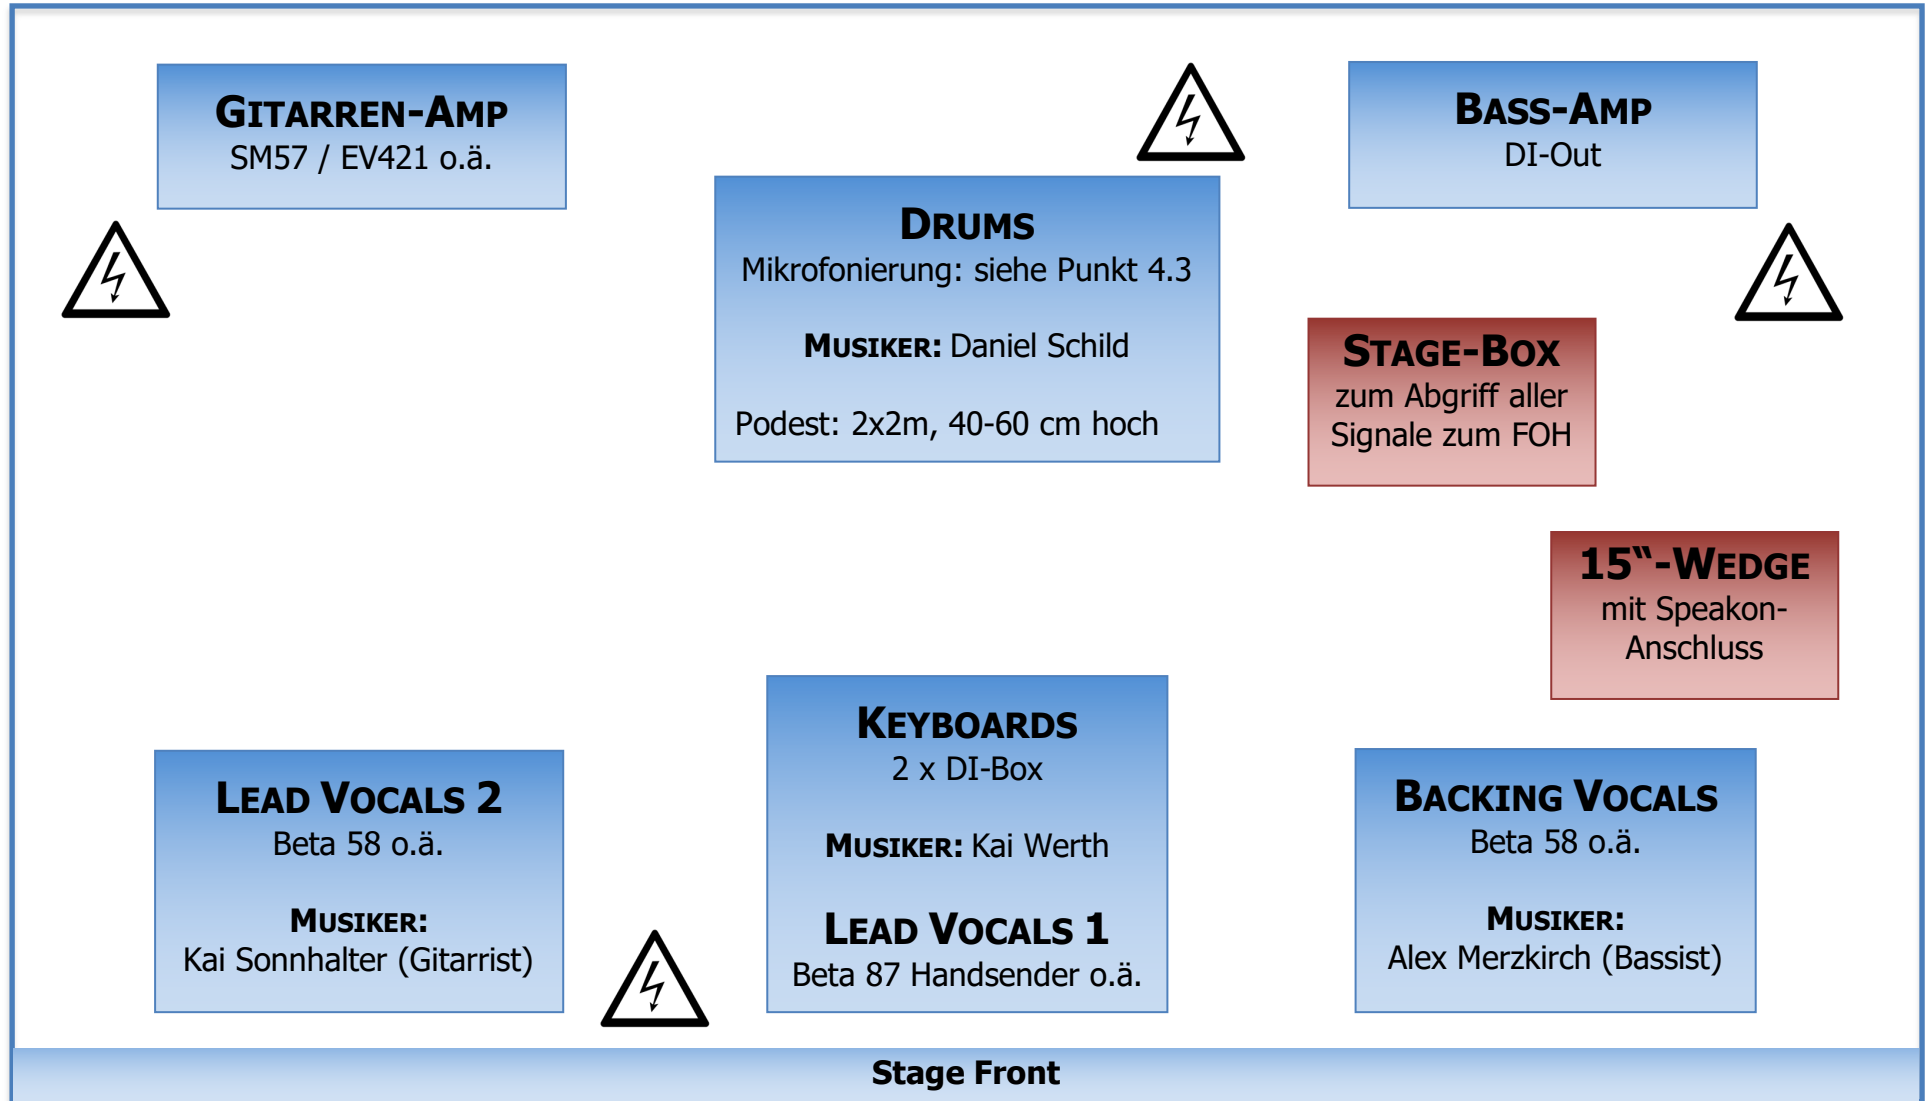 GITARREN-AMP
SM57 / EV421 o.ä.
BASS-AMP
DI-Out
DRUMS
Mikrofonierung: siehe Punkt 4.3
MUSIKER: Daniel Schild
Podest: 2x2m, 40-60 cm hoch
STAGE-BOX
zum Abgriff aller
Signale zum FOH
15“-WEDGE
mit Speakon-
Anschluss
LEAD VOCALS 2
Beta 58 o.ä.
MUSIKER:
Kai Sonnhalter (Gitarrist)
KEYBOARDS
2 x DI-Box
MUSIKER: Kai Werth
LEAD VOCALS 1
Beta 87 Handsender o.ä.
BACKING VOCALS
Beta 58 o.ä.
MUSIKER:
Alex Merzkirch (Bassist)
Stage Front